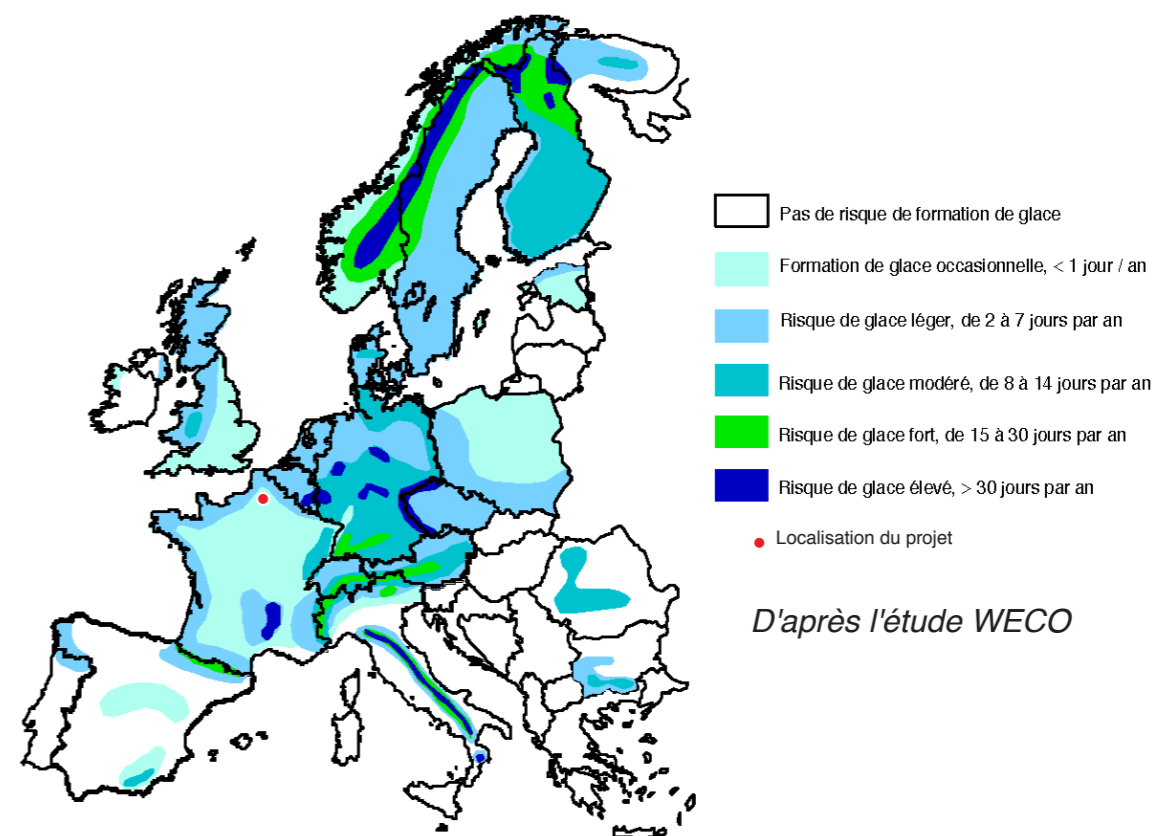 Pas de risque de formation de glace
Formation de glace occasionnelle, < 1 jour / an
Risque de glace léger, de 2 à 7 jours par an
Risque de glace modéré, de 8 à 14 jours par an
Risque de glace fort, de 15 à 30 jours par an
Risque de glace élevé, > 30 jours par an
Localisation du projet
D'après l'étude WECO